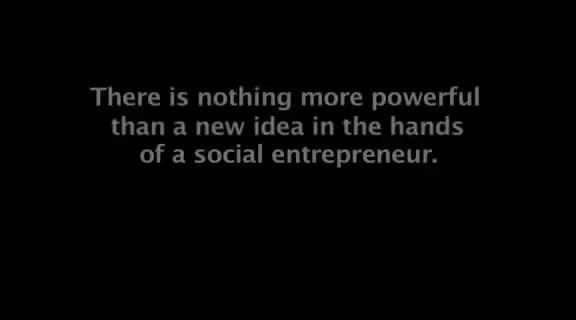 There is nothing more powerful
than a new idea in the hands
of a social entrepreneur.